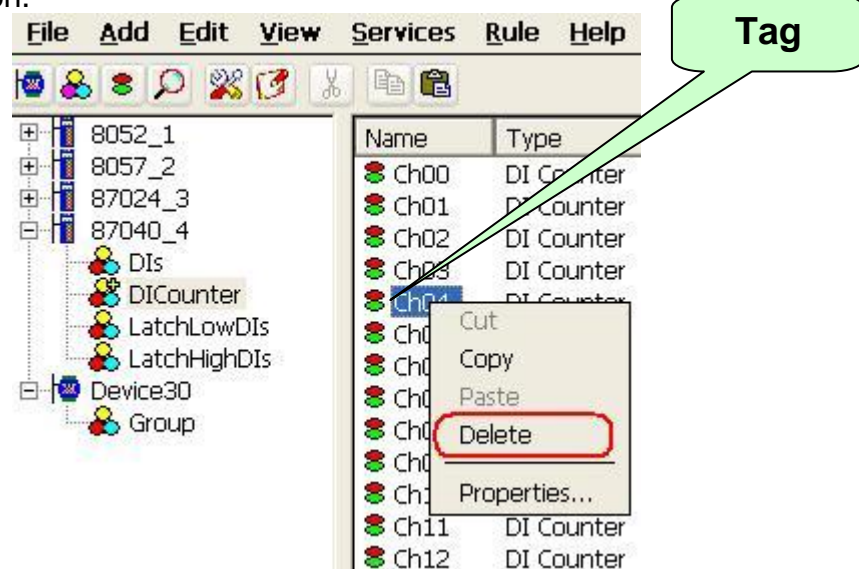 File Add Edit View Services Rule Help
Tag
8052_1
8057_2
87024_3
87040_4
DIs
DICounter
LatchLowDIs
LatchHighDIs
Device30
Group
Name Type
Ch00 DI Counter
Ch01 DI Counter
Ch02 DI Counter
Ch03 DI Counter
Ch04 DI Counter
Cut
Copy
Paste
Delete
Properties...
Ch11 DI Counter
Ch12 DI Counter